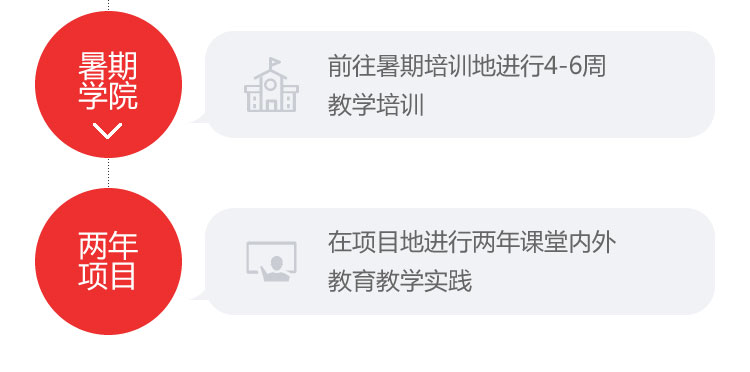 暑期
学院
前往暑期培训地进行4-6周
教学培训
两年
项目
在项目地进行两年课堂内外
教育教学实践